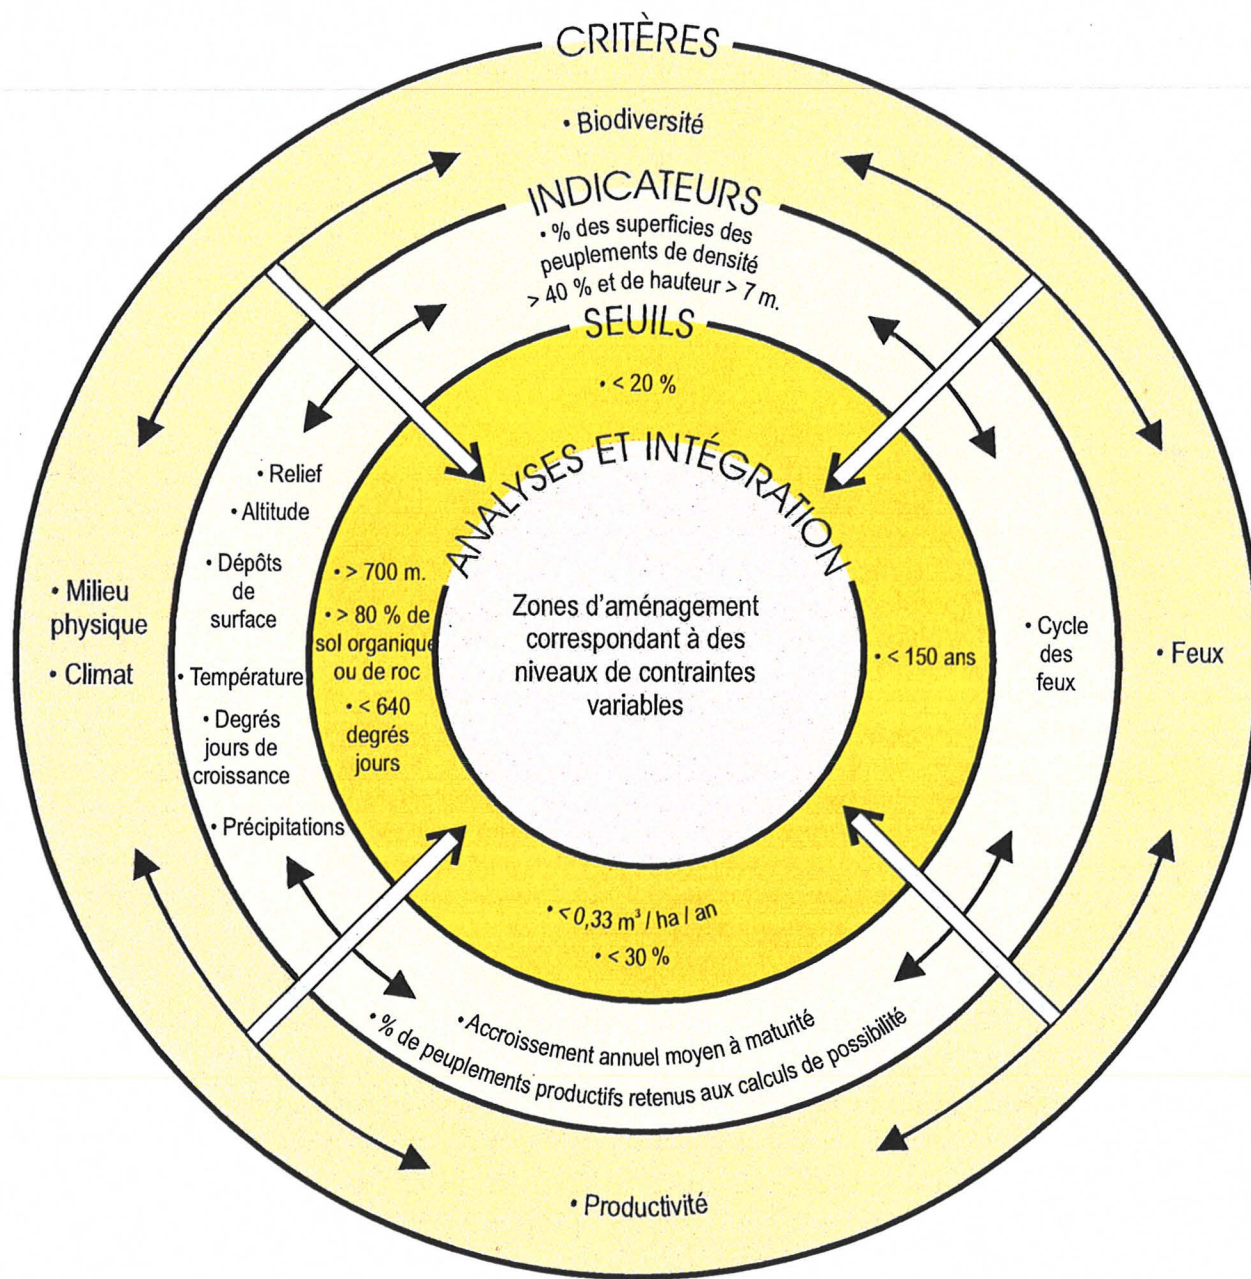 CRITÈRES
• Biodiversité
INDICATEURS
• % des superficies des
peuplements de densité
> 40 % et de hauteur > 7 m.
SEUILS
• < 20 %
ANALYSES ET INTÉGRATION
Zones d'aménagement
correspondant à des
niveaux de contraintes
variables
• Milieu
physique
• Climat
• Relief
• Altitude
• Dépôts
de
surface
• Température
• Degrés
jours de
croissance
• Précipitations
• > 700 m.
• > 80 % de
sol organique
ou de roc
• < 640
degrés
jours
• < 150 ans
• Cycle
des
feux
• Feux
• < 0,33 m³ / ha / an
• < 30 %
• Accroissement annuel moyen à maturité
• % de peuplements productifs retenus aux calculs de possibilité
• Productivité